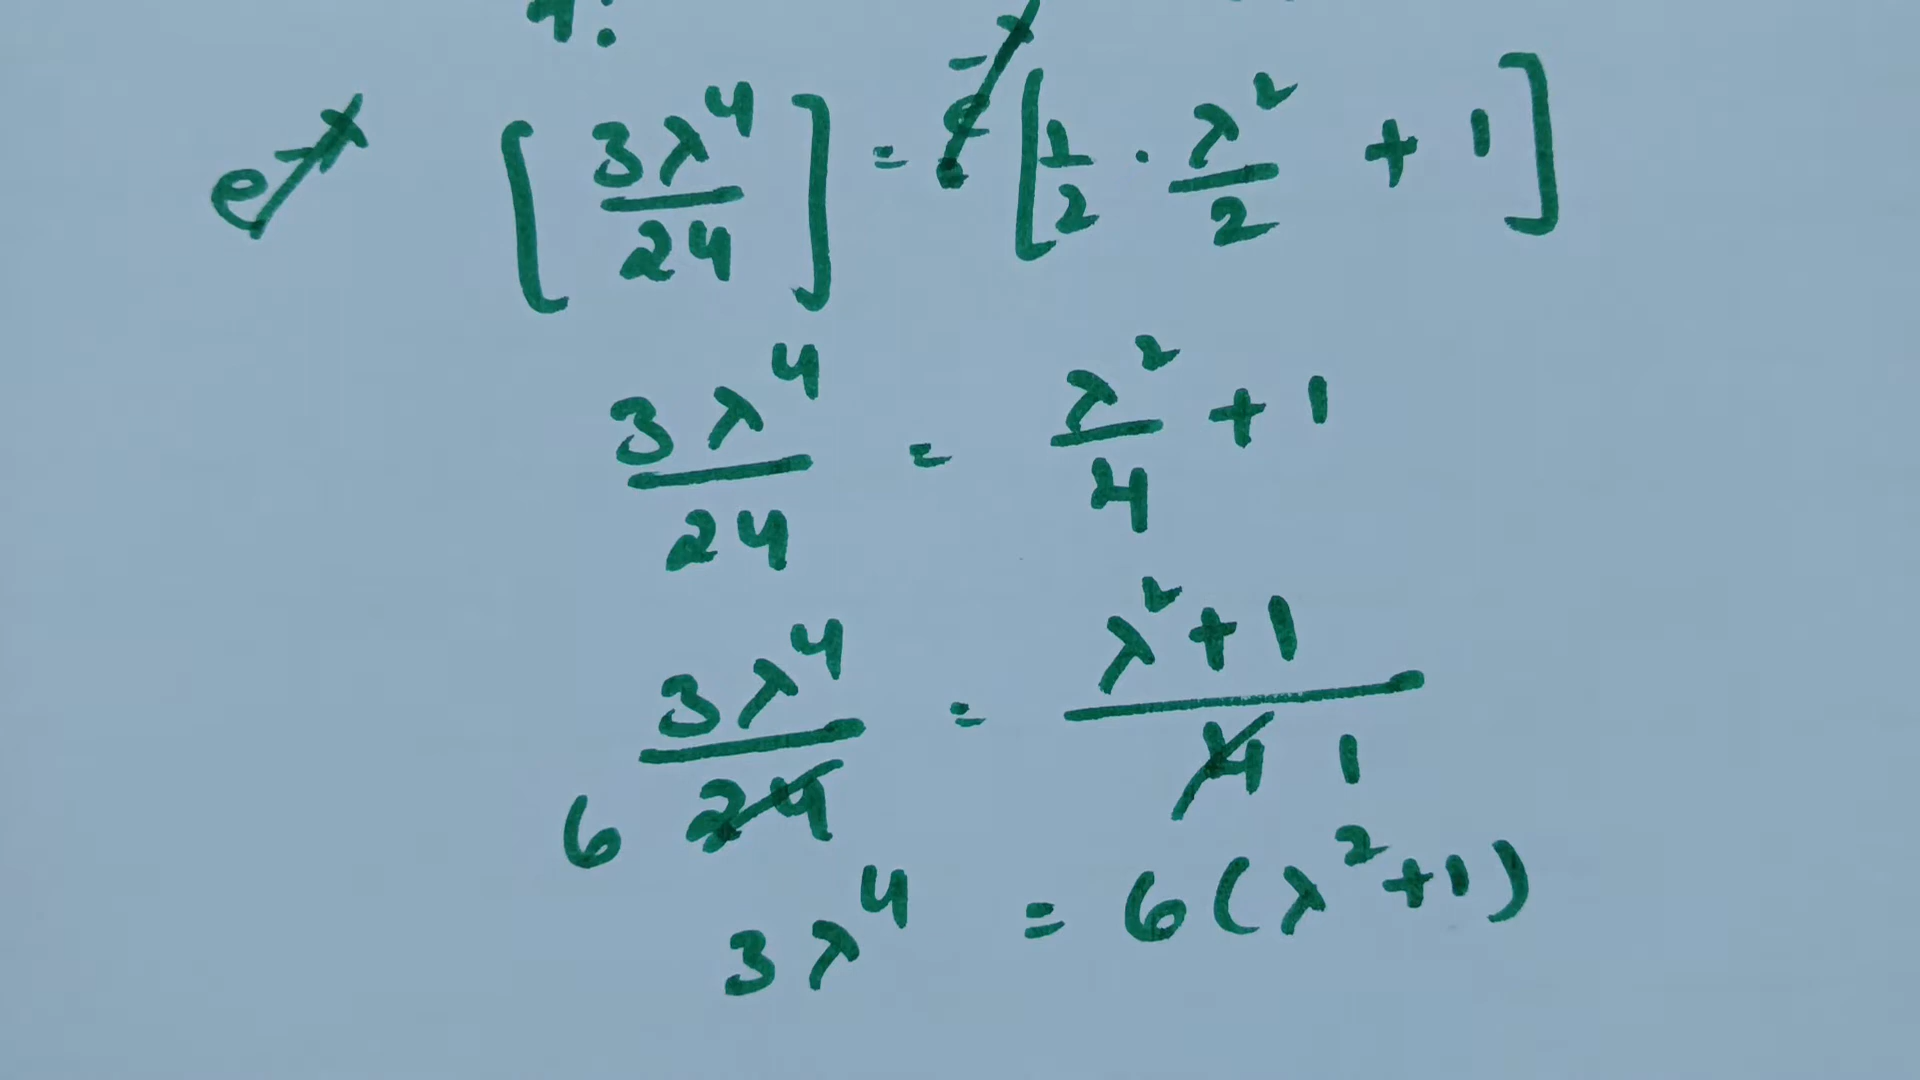 4!
e^-λ [3λ^4/24] = e^-λ [1/2 · λ^2/2 + 1]
3λ^4/24 = λ^2/4 + 1
3λ^4/24 = λ^2+1/4 1
6
3λ^4 = 6(λ^2+1)